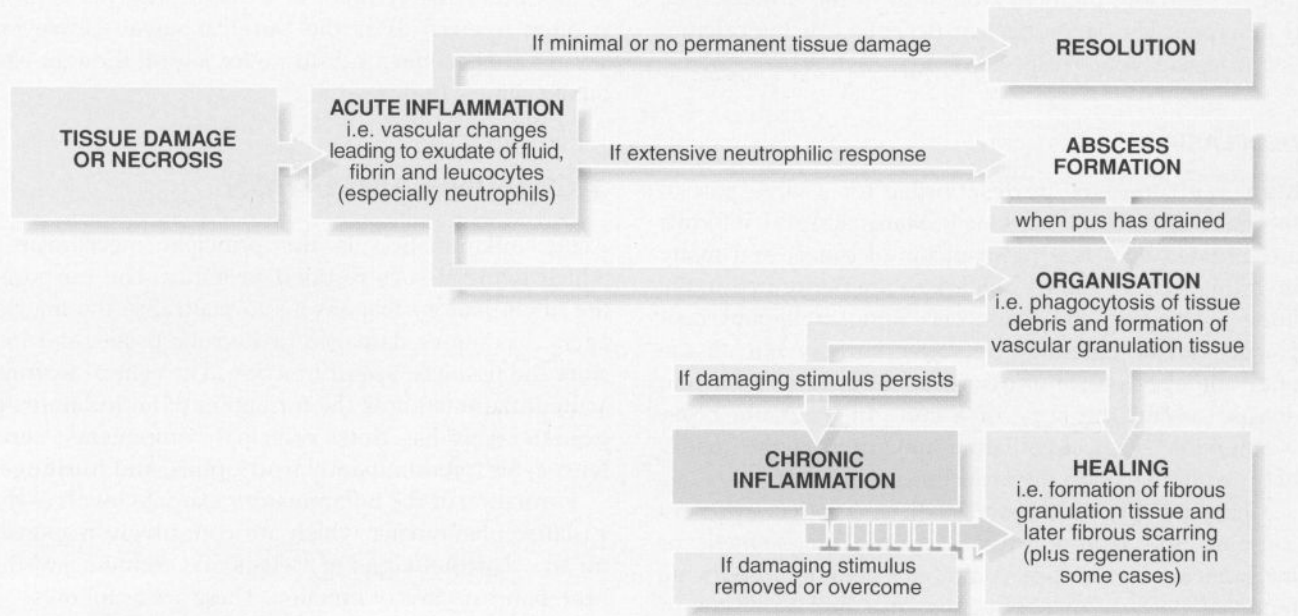 If minimal or no permanent tissue damage
RESOLUTION
TISSUE DAMAGE
OR NECROSIS
ACUTE INFLAMMATION
i.e. vascular changes
leading to exudate of fluid,
fibrin and leucocytes
(especially neutrophils)
If extensive neutrophilic response
ABSCESS
FORMATION
when pus has drained
ORGANISATION
i.e. phagocytosis of tissue
debris and formation of
vascular granulation tissue
If damaging stimulus persists
CHRONIC
INFLAMMATION
If damaging stimulus
removed or overcome
HEALING
i.e. formation of fibrous
granulation tissue and
later fibrous scarring
(plus regeneration in
some cases)